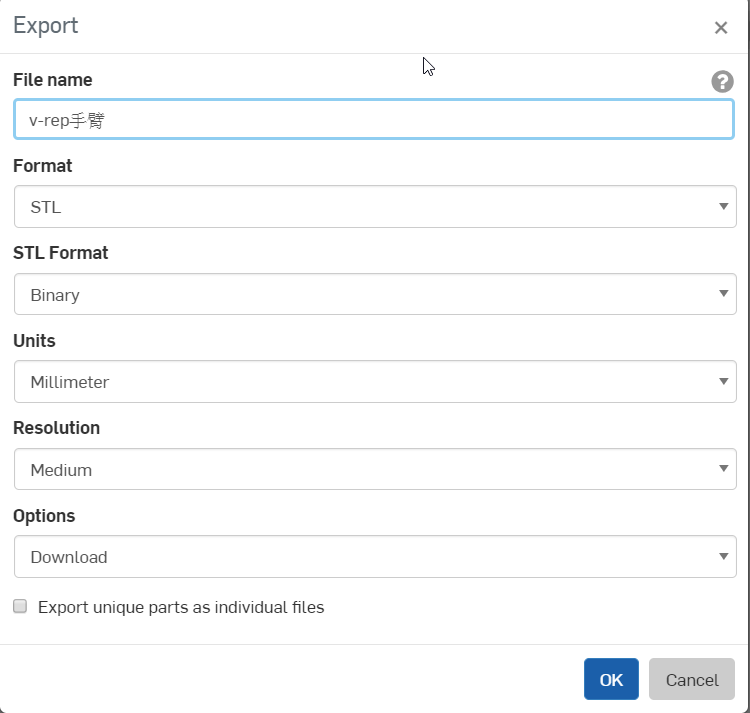 Export
×
File name
?
v-rep手臂
Format
STL
STL Format
Binary
Units
Millimeter
Resolution
Medium
Options
Download
Export unique parts as individual files
OK Cancel